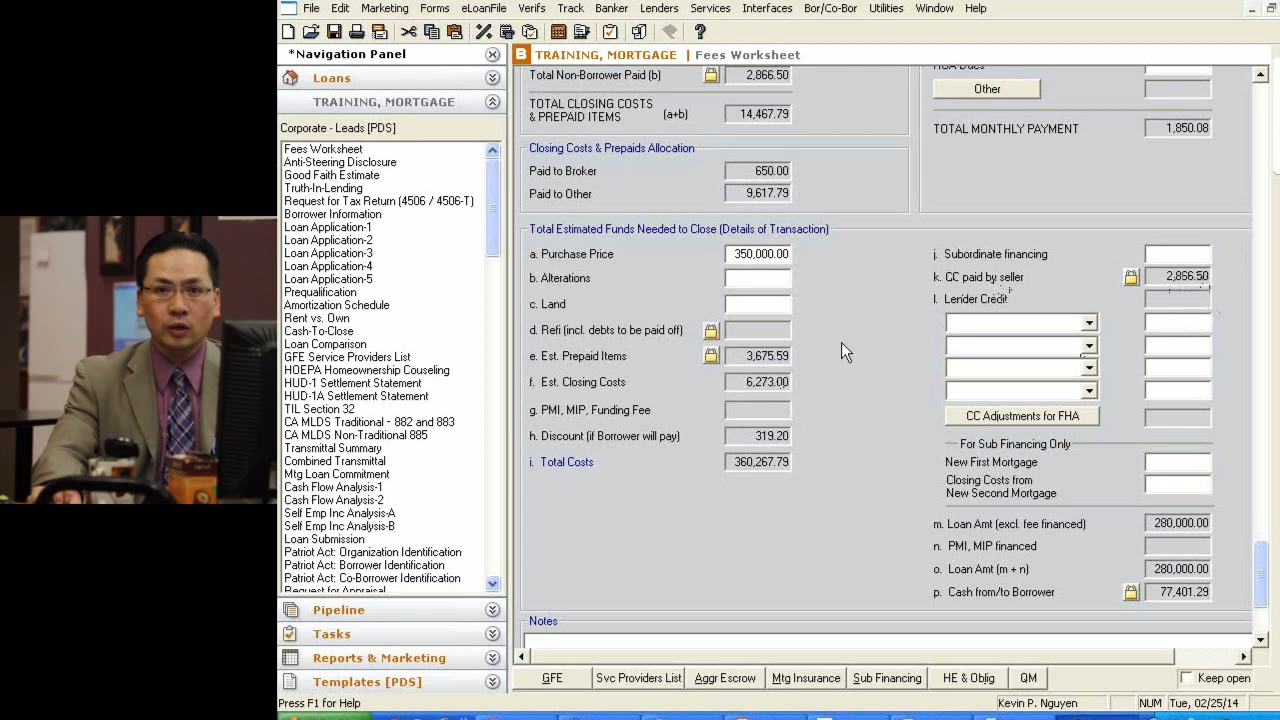 File Edit Marketing Forms eLoanFile Verifs Track Banker Lenders Services Interfaces Bor/Co-Bor Utilities Window Help
*Navigation Panel
Loans
TRAINING, MORTGAGE
Corporate - Leads [PDS]
Fees Worksheet
Anti-Steering Disclosure
Good Faith Estimate
Truth-In-Lending
Request for Tax Return (4506 / 4506-T)
Borrower Information
Loan Application-1
Loan Application-2
Loan Application-3
Loan Application-4
Loan Application-5
Prequalification
Amortization Schedule
Rent vs. Own
Cash-To-Close
Loan Comparison
GFE Service Providers List
HOEPA Homeownership Couseling
HUD-1 Settlement Statement
HUD-1A Settlement Statement
TIL Section 32
CA MLDS Traditional - 882 and 883
CA MLDS Non-Traditional 885
Transmittal Summary
Combined Transmittal
Mtg Loan Commitment
Cash Flow Analysis-1
Cash Flow Analysis-2
Self Emp Inc Analysis-A
Self Emp Inc Analysis-B
Loan Submission
Patriot Act: Organization Identification
Patriot Act: Borrower Identification
Patriot Act: Co-Borrower Identification
Request for Appraisal
Pipeline
Tasks
Reports & Marketing
Templates [PDS]
B TRAINING, MORTGAGE | Fees Worksheet
Total Non-Borrower Paid (b) 2,866.50
TOTAL CLOSING COSTS
& PREPAID ITEMS (a+b) 14,467.79
HOA Dues
Other
TOTAL MONTHLY PAYMENT 1,850.08
Closing Costs & Prepaids Allocation
Paid to Broker 650.00
Paid to Other 9,617.79
Total Estimated Funds Needed to Close (Details of Transaction)
a. Purchase Price 350,000.00
b. Alterations
c. Land
d. Refi (incl. debts to be paid off)
e. Est. Prepaid Items 3,675.59
f. Est. Closing Costs 6,273.00
g. PMI, MIP, Funding Fee
h. Discount (if Borrower will pay) 319.20
i. Total Costs 360,267.79
j. Subordinate financing
k. CC paid by seller 2,866.50
l. Lender Credit
CC Adjustments for FHA
For Sub Financing Only
New First Mortgage
Closing Costs from
New Second Mortgage
m. Loan Amt (excl. fee financed) 280,000.00
n. PMI, MIP financed
o. Loan Amt (m + n) 280,000.00
p. Cash from/to Borrower 77,401.29
Notes
GFE Svc Providers List Aggr Escrow Mtg Insurance Sub Financing HE & Oblig QM Keep open
Press F1 for Help Kevin P. Nguyen NUM Tue, 02/25/14